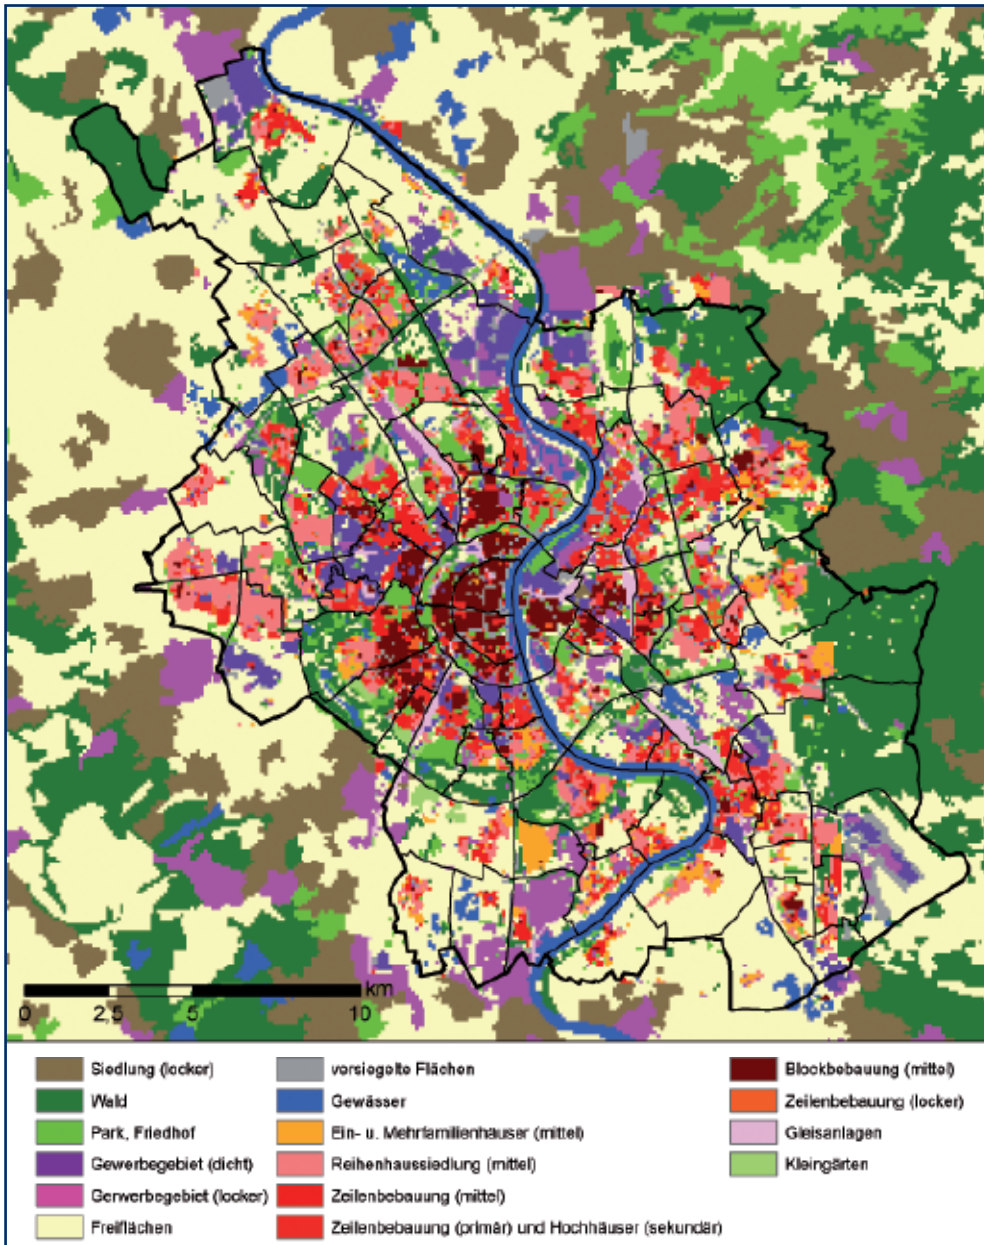 km
0 2,5 5 10
Siedlung (locker)
Wald
Park, Friedhof
Gewerbegebiet (dicht)
Gerwerbegebiet (locker)
Freiflächen
versiegelte Flächen
Gewässer
Ein- u. Mehrfamilienhäuser (mittel)
Reihenhaussiedlung (mittel)
Zeilenbebauung (mittel)
Zeilenbebauung (primär) und Hochhäuser (sekundär)
Blockbebauung (mittel)
Zeilenbebauung (locker)
Gleisanlagen
Kleingärten